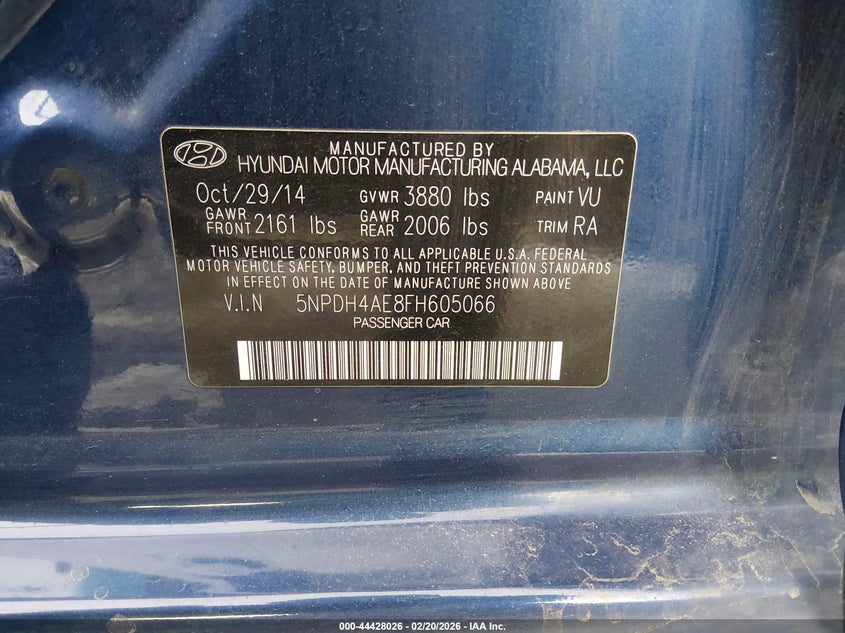 MANUFACTURED BY
HYUNDAI MOTOR MANUFACTURING ALABAMA, LLC
Oct/29/14 GVWR 3880 lbs PAINT VU
GAWR FRONT 2161 lbs GAWR REAR 2006 lbs TRIM RA
THIS VEHICLE CONFORMS TO ALL APPLICABLE U.S.A. FEDERAL
MOTOR VEHICLE SAFETY, BUMPER, AND THEFT PREVENTION STANDARDS
IN EFFECT ON THE DATE OF MANUFACTURE SHOWN ABOVE
V.I.N 5NPDH4AE8FH605066
PASSENGER CAR
000-44428026 - 02/20/2026 - IAA Inc.